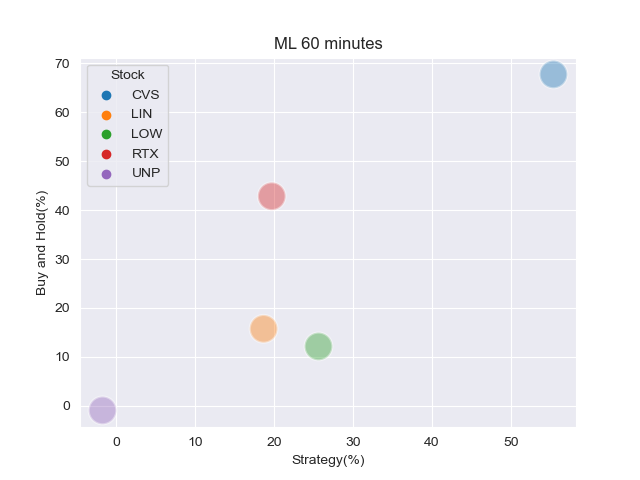 ML 60 minutes
Stock
CVS
LIN
LOW
RTX
UNP
Buy and Hold(%)
70
60
50
40
30
20
10
0
0 10 20 30 40 50
Strategy(%)